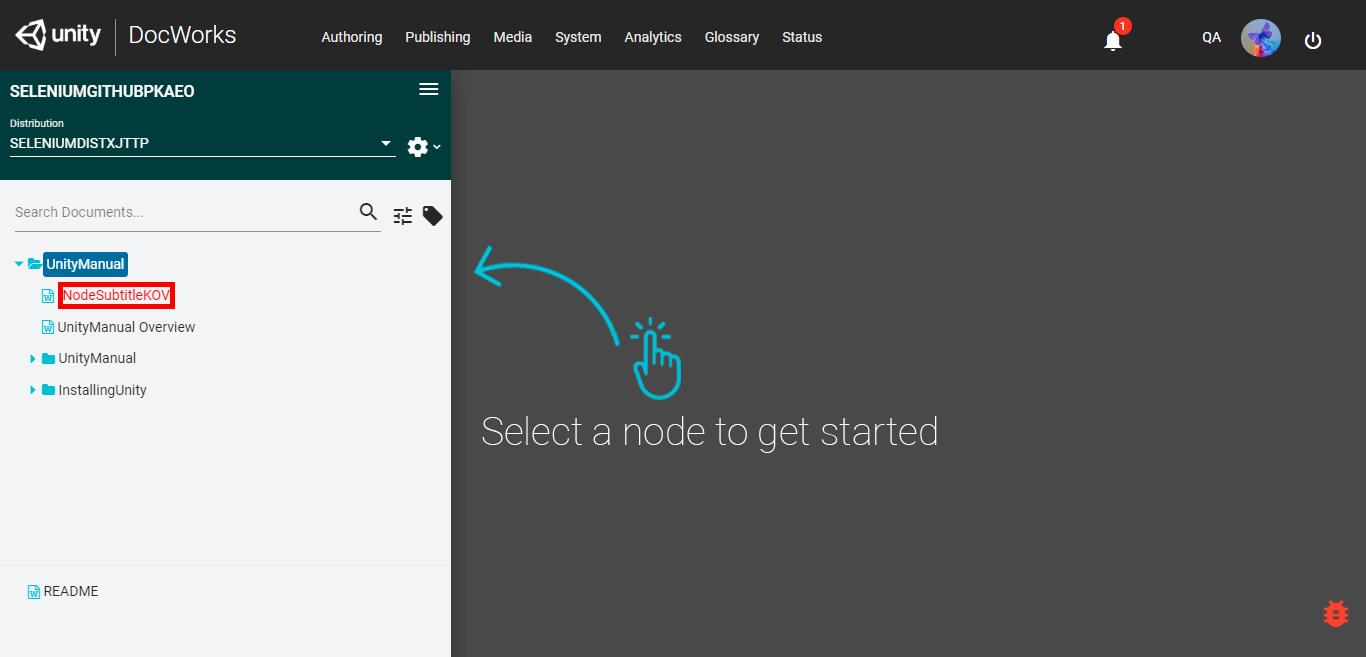 unity DocWorks Authoring Publishing Media System Analytics Glossary Status 1 QA
SELENIUMGITHUBPKAEO
Distribution
SELENIUMDISTXJTTP
Search Documents...
UnityManual
NodeSubtitleKOV
UnityManual Overview
UnityManual
InstallingUnity
README
Select a node to get started